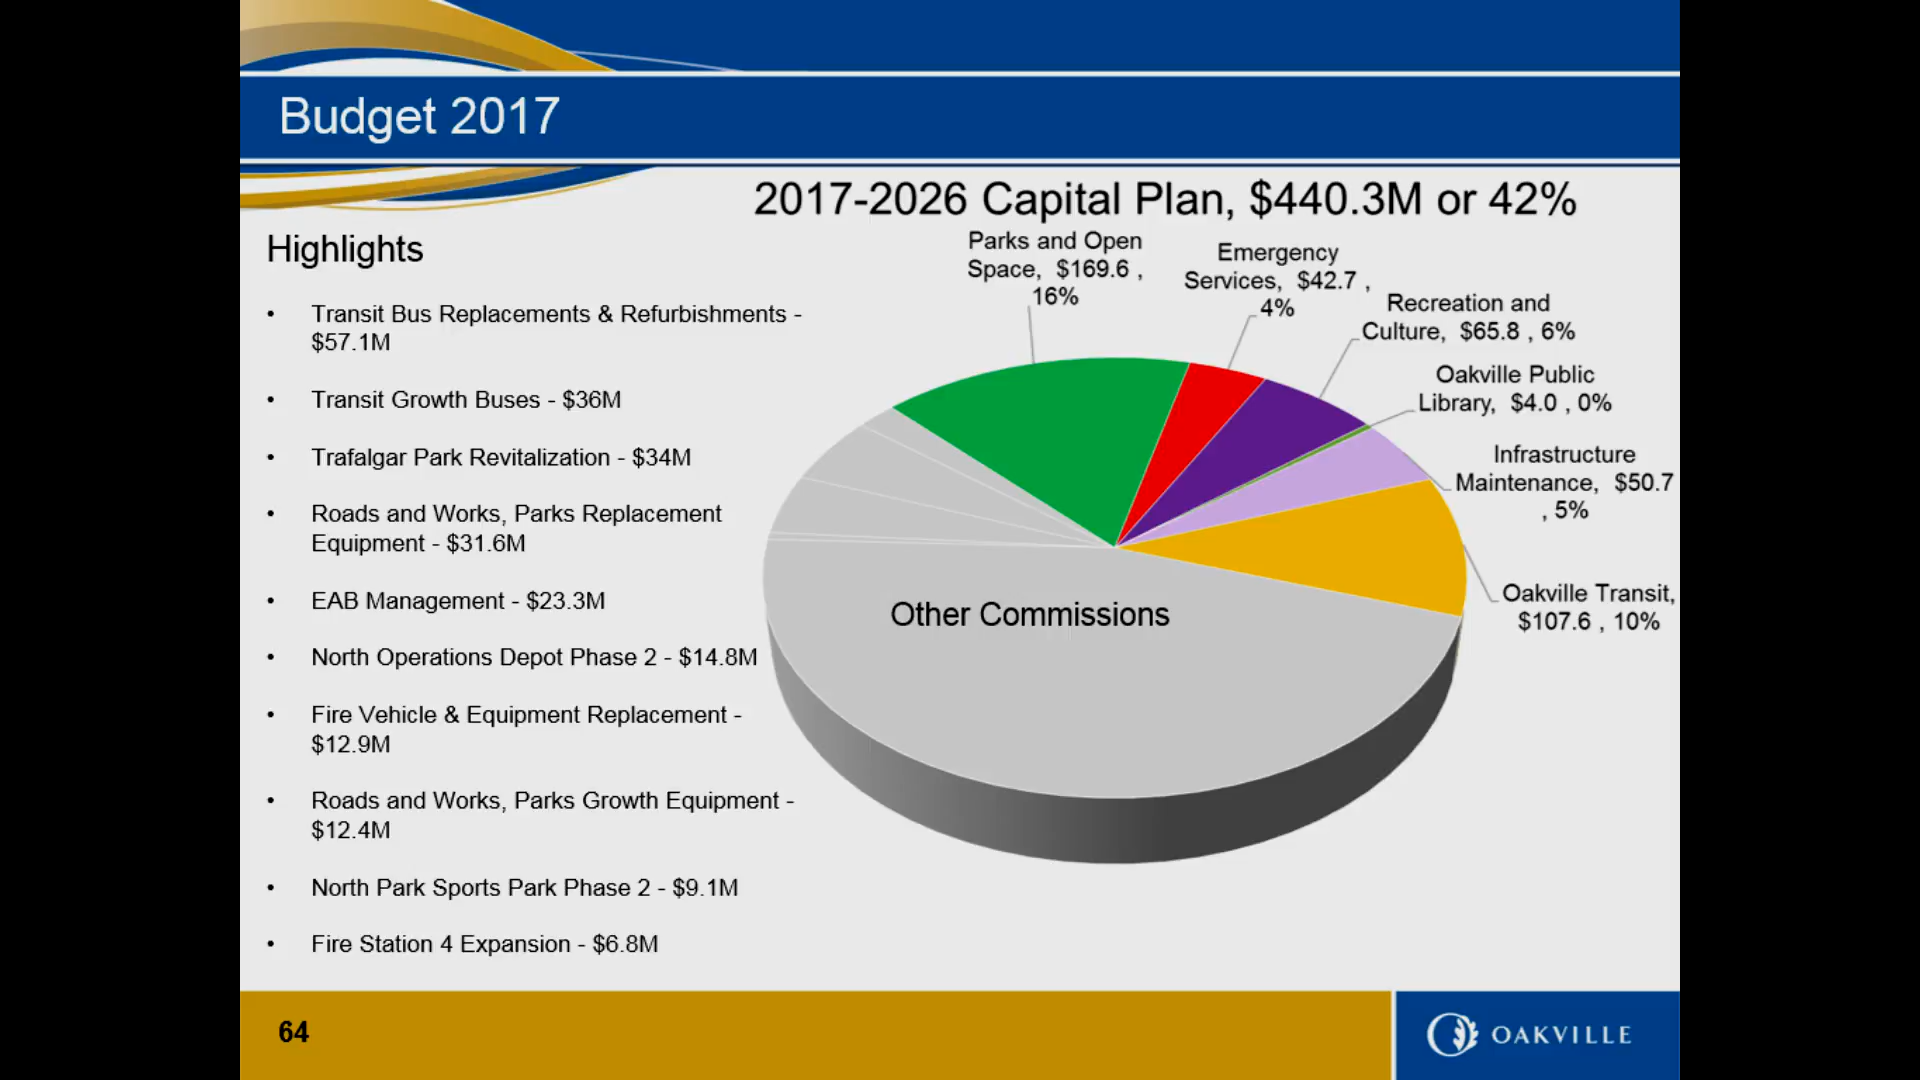 Budget 2017
2017-2026 Capital Plan, $440.3M or 42%
Highlights
• Transit Bus Replacements & Refurbishments -
$57.1M
• Transit Growth Buses - $36M
• Trafalgar Park Revitalization - $34M
• Roads and Works, Parks Replacement
Equipment - $31.6M
• EAB Management - $23.3M
• North Operations Depot Phase 2 - $14.8M
• Fire Vehicle & Equipment Replacement -
$12.9M
• Roads and Works, Parks Growth Equipment -
$12.4M
• North Park Sports Park Phase 2 - $9.1M
• Fire Station 4 Expansion - $6.8M
Parks and Open
Space, $169.6 ,
16%
Emergency
Services, $42.7 ,
4%
Recreation and
Culture, $65.8 , 6%
Oakville Public
Library, $4.0 , 0%
Infrastructure
Maintenance, $50.7
, 5%
Oakville Transit,
$107.6 , 10%
Other Commissions
64
OAKVILLE